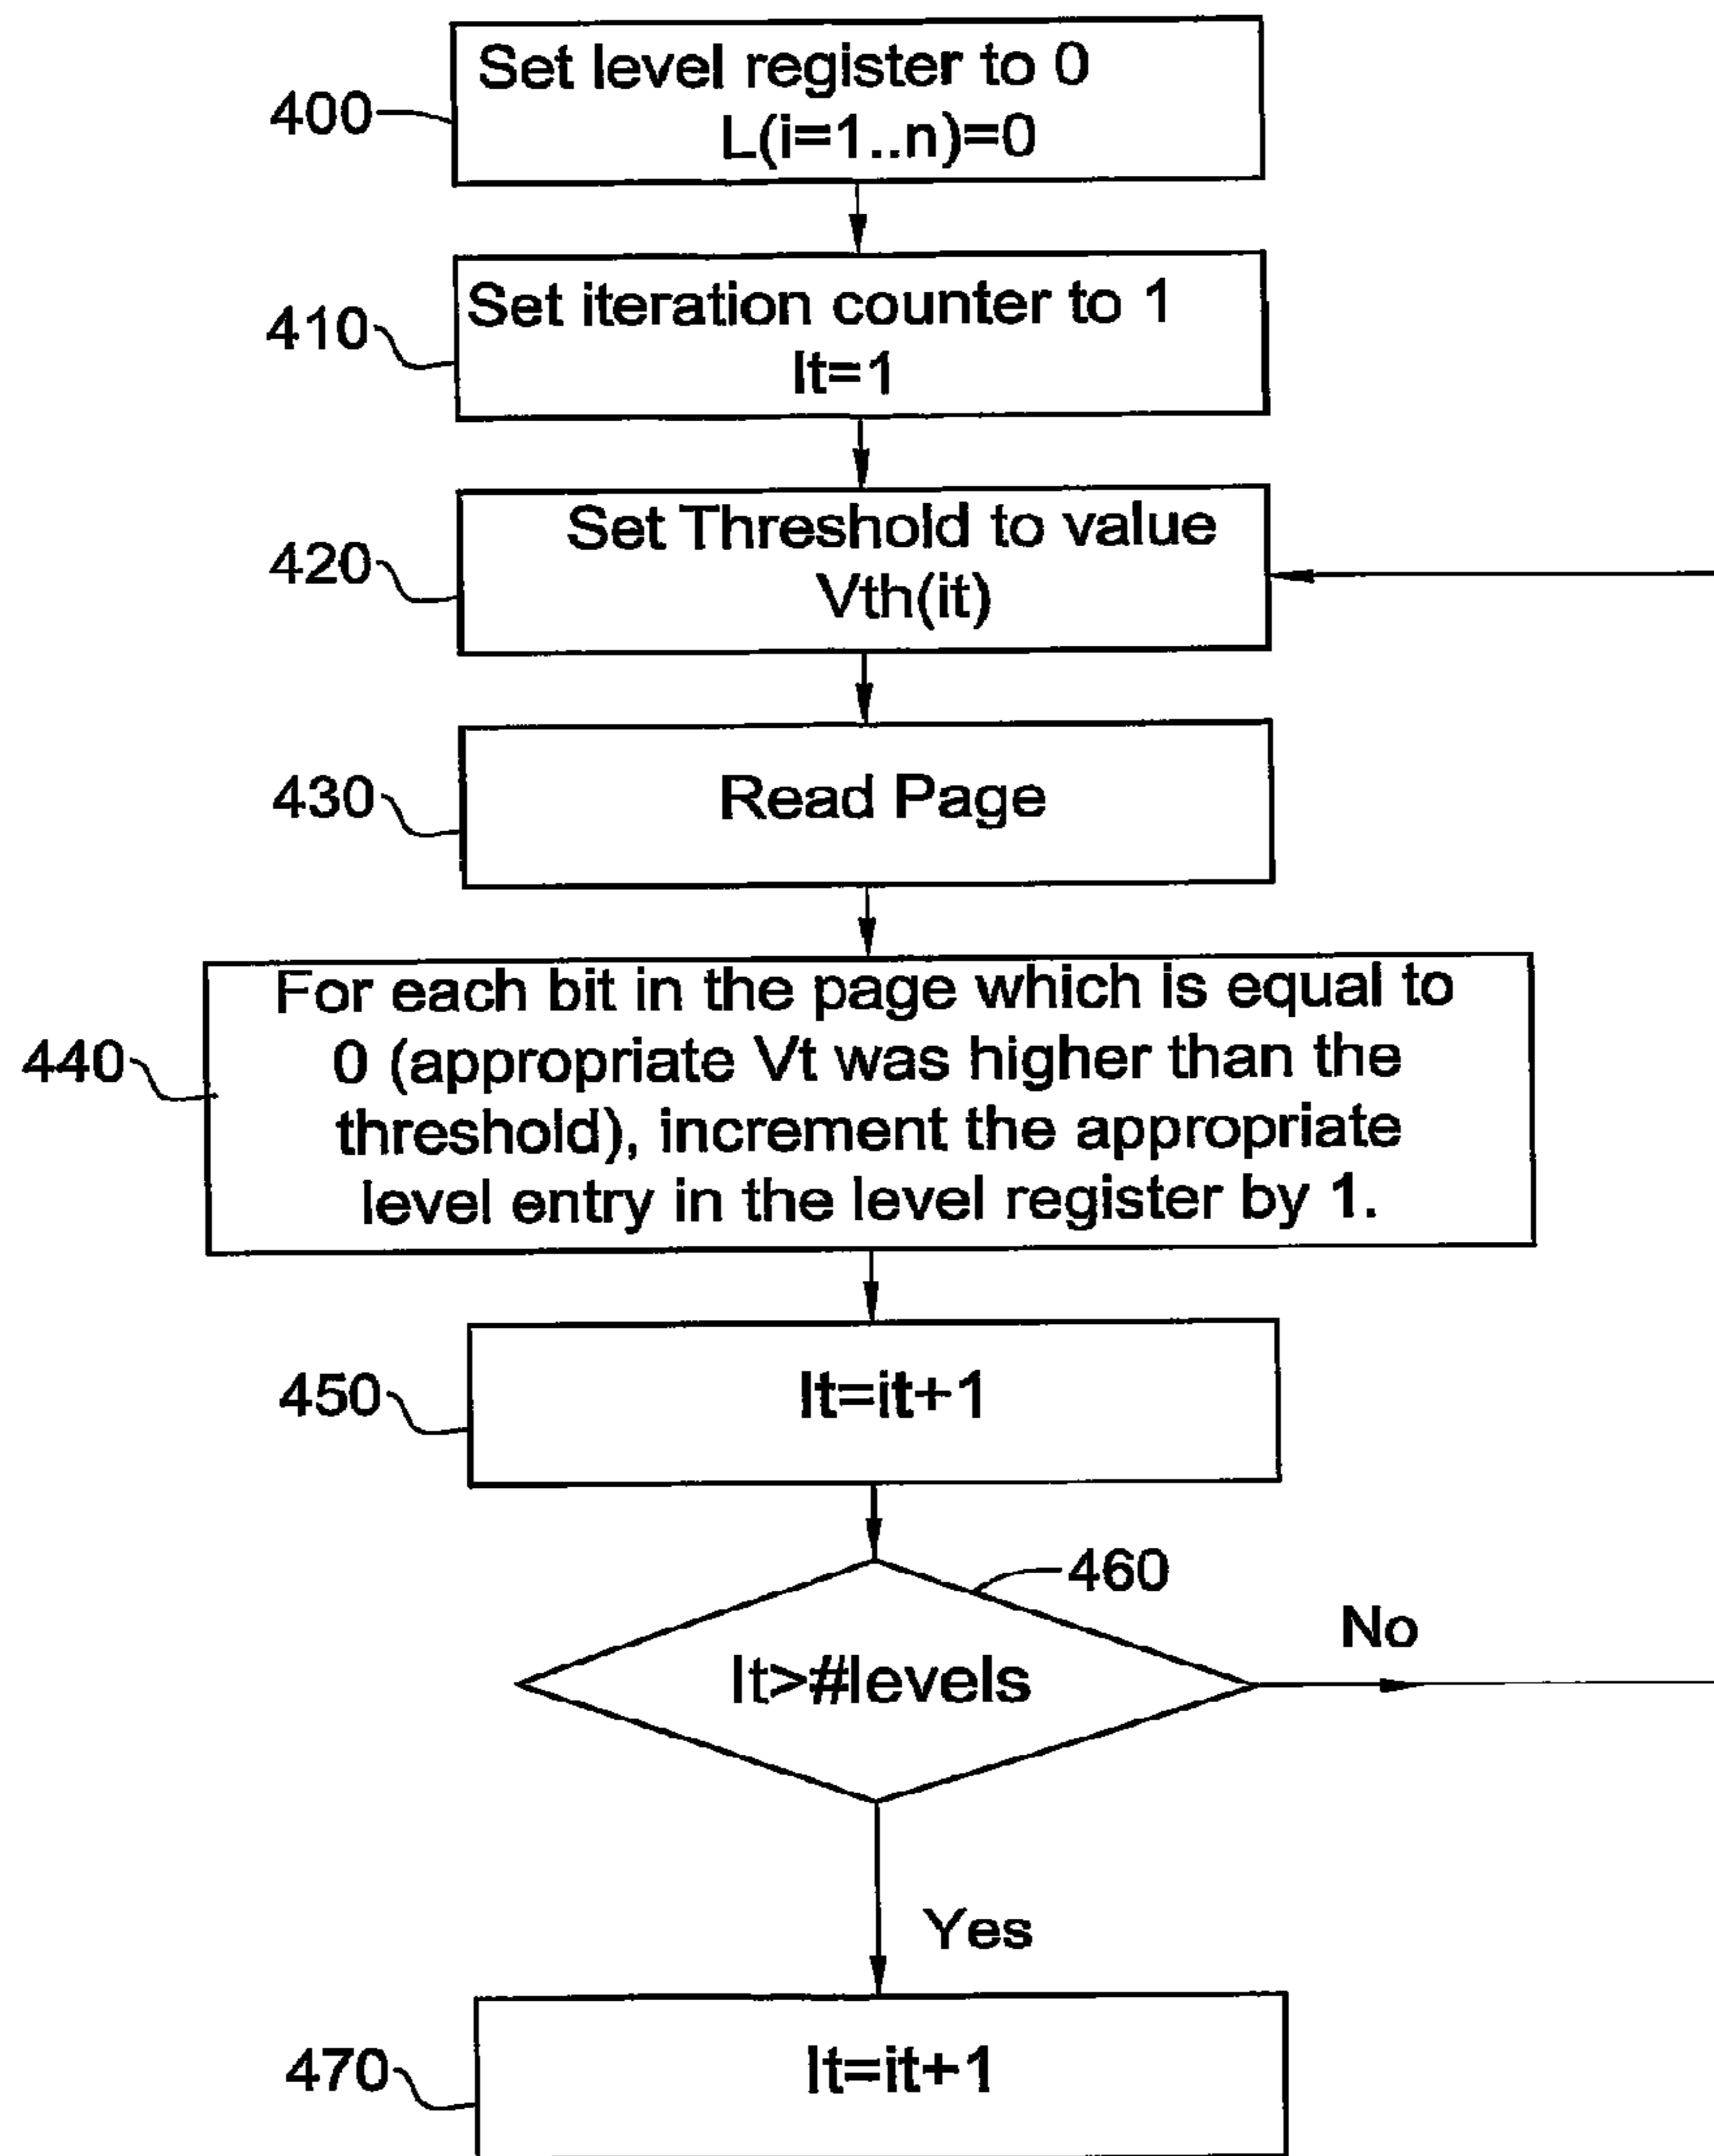 Set level register to 0
L(i=1..n)=0
400
Set iteration counter to 1
It=1
410
Set Threshold to value
Vth(it)
420
Read Page
430
For each bit in the page which is equal to
0 (appropriate Vt was higher than the
threshold), increment the appropriate
level entry in the level register by 1.
440
It=it+1
450
460
It>#levels
No
Yes
It=it+1
470